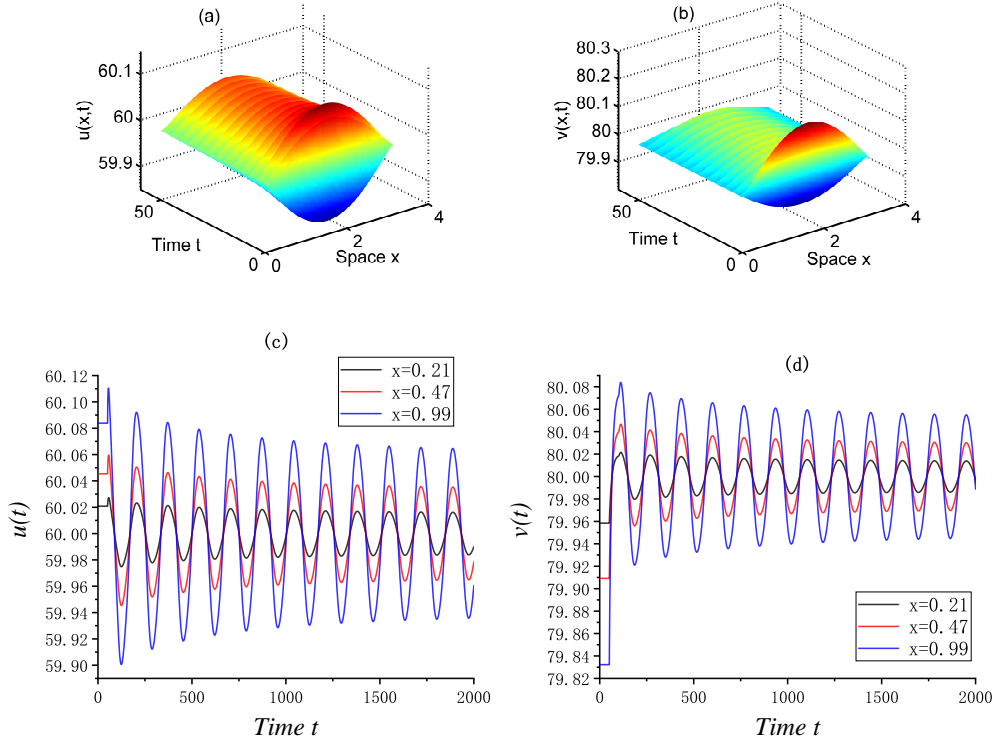 (a)
60.1
60
59.9
u(x,t)
50
0
Time t
0
2
4
Space x
(b)
80.3
80.2
80.1
80
79.9
v(x,t)
50
0
Time t
0
2
4
Space x
(c)
60.12
60.10
60.08
60.06
60.04
60.02
60.00
59.98
59.96
59.94
59.92
59.90
u(t)
x=0.21
x=0.47
x=0.99
0
500
1000
1500
2000
Time t
(d)
80.08
80.06
80.04
80.02
80.00
79.98
79.96
79.94
79.92
79.90
79.88
79.86
79.84
79.82
v(t)
x=0.21
x=0.47
x=0.99
0
500
1000
1500
2000
Time t